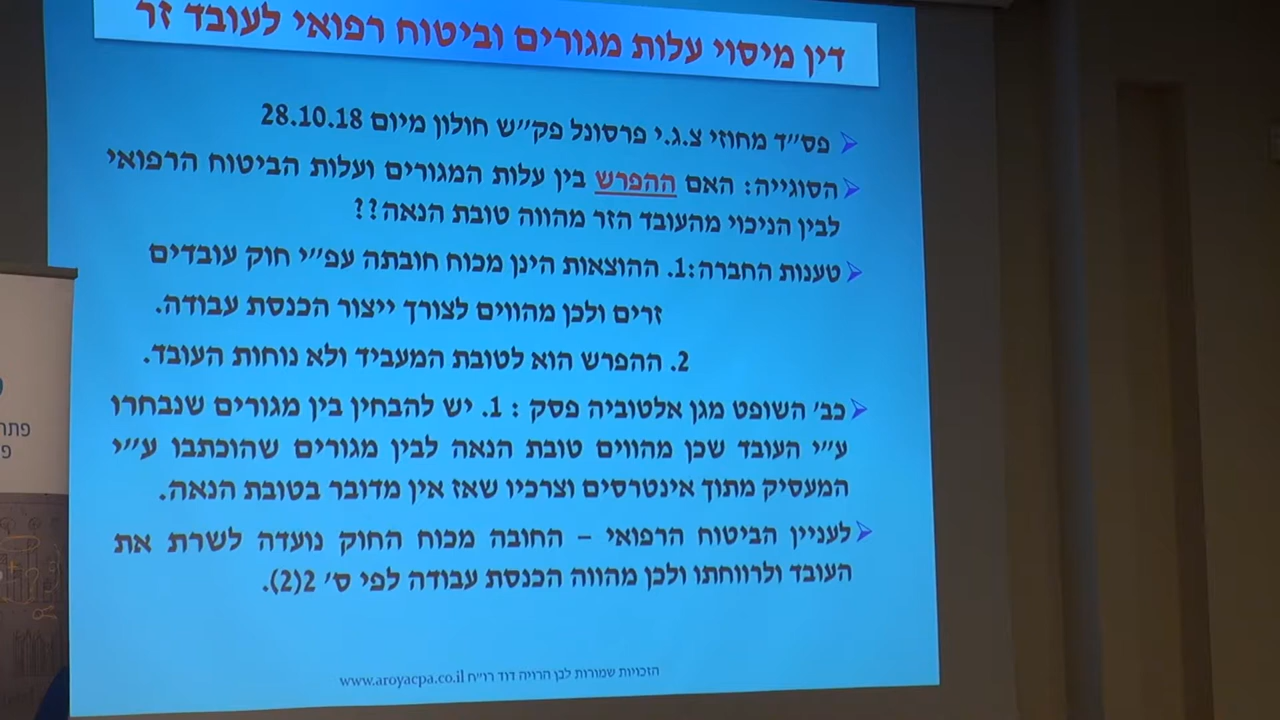 דין מיסוי עלות מגורים וביטוח רפואי לעובד זר
פס״ד מחוזי צ.ג.י פרסונל פק״ש חולון מיום 28.10.18
הסוגייה: האם ההפרש בין עלות המגורים ועלות הביטוח הרפואי
לבין הניכוי מהעובד הזר מהווה טובת הנאה??
טענות החברה:1. ההוצאות הינן מכוח חובתה עפ״י חוק עובדים
זרים ולכן מהווים לצורך ייצור הכנסת עבודה.
2. ההפרש הוא לטובת המעביד ולא נוחות העובד.
כב׳ השופט מגן אלטוביה פסק : 1. יש להבחין בין מגורים שנבחרו
ע״י העובד שכן מהווים טובת הנאה לבין מגורים שהוכתבו ע״י
המעסיק מתוך אינטרסים וצרכיו שאז אין מדובר בטובת הנאה.
לעניין הביטוח הרפואי – החובה מכוח החוק נועדה לשרת את
העובד ולרווחתו ולכן מהווה הכנסת עבודה לפי ס׳ 2(2).
הזכויות שמורות לבן הרויה דוד רו״ח www.aroyacpa.co.il